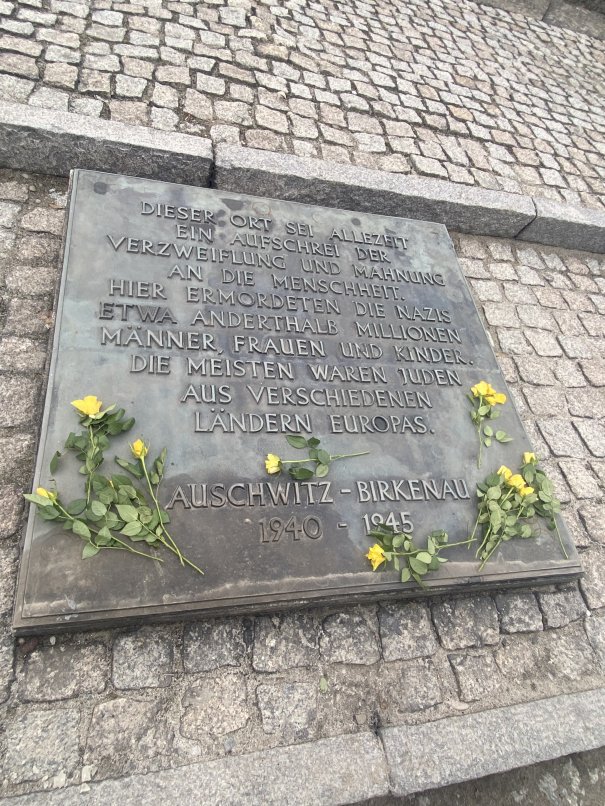 DIESER ORT SEI ALLEZEIT
EIN AUFSCHREI DER
VERZWEIFLUNG UND MAHNUNG
AN DIE MENSCHHEIT.
HIER ERMORDETEN DIE NAZIS
ETWA ANDERTHALB MILLIONEN
MÄNNER, FRAUEN UND KINDER.
DIE MEISTEN WAREN JUDEN
AUS VERSCHIEDENEN
LÄNDERN EUROPAS.
AUSCHWITZ - BIRKENAU
1940 - 1945